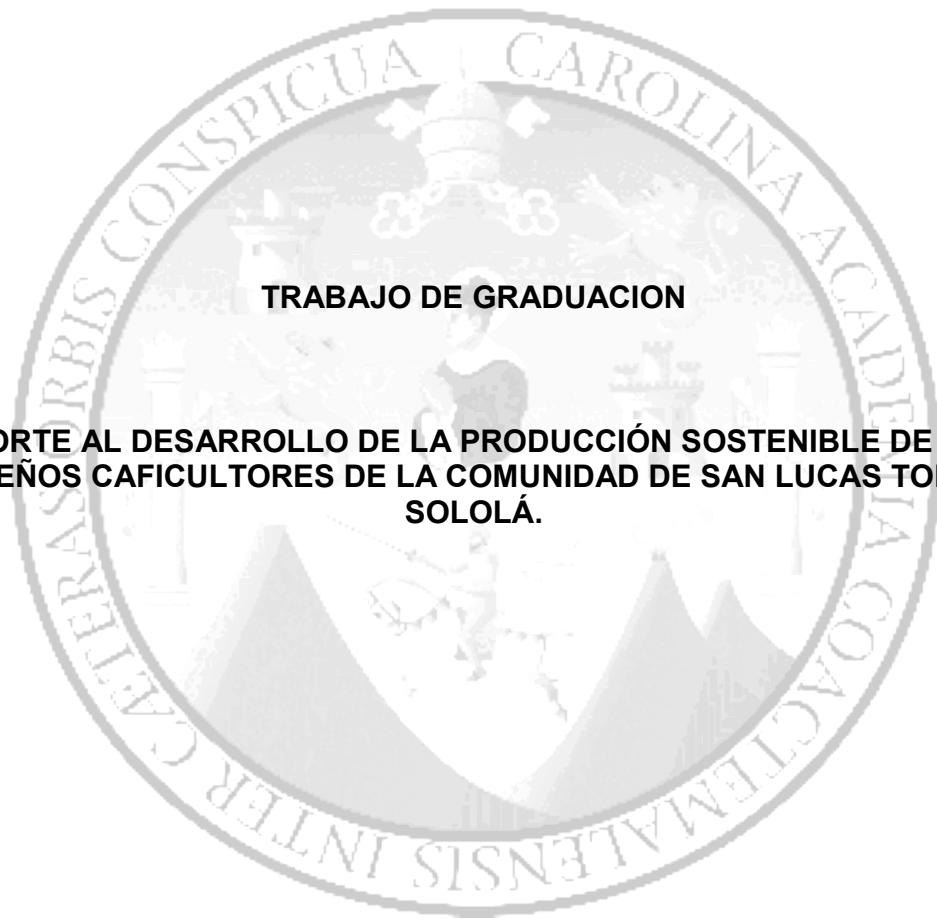 TRABAJO DE GRADUACION
ORTE AL DESARROLLO DE LA PRODUCCIÓN SOSTENIBLE DE
EÑOS CAFICULTORES DE LA COMUNIDAD DE SAN LUCAS TO
SOLOLÁ.
CAROLINA ACADEMIA COACTEMALENSIS INTER CÆTERAS ORBIS CONSPICUA